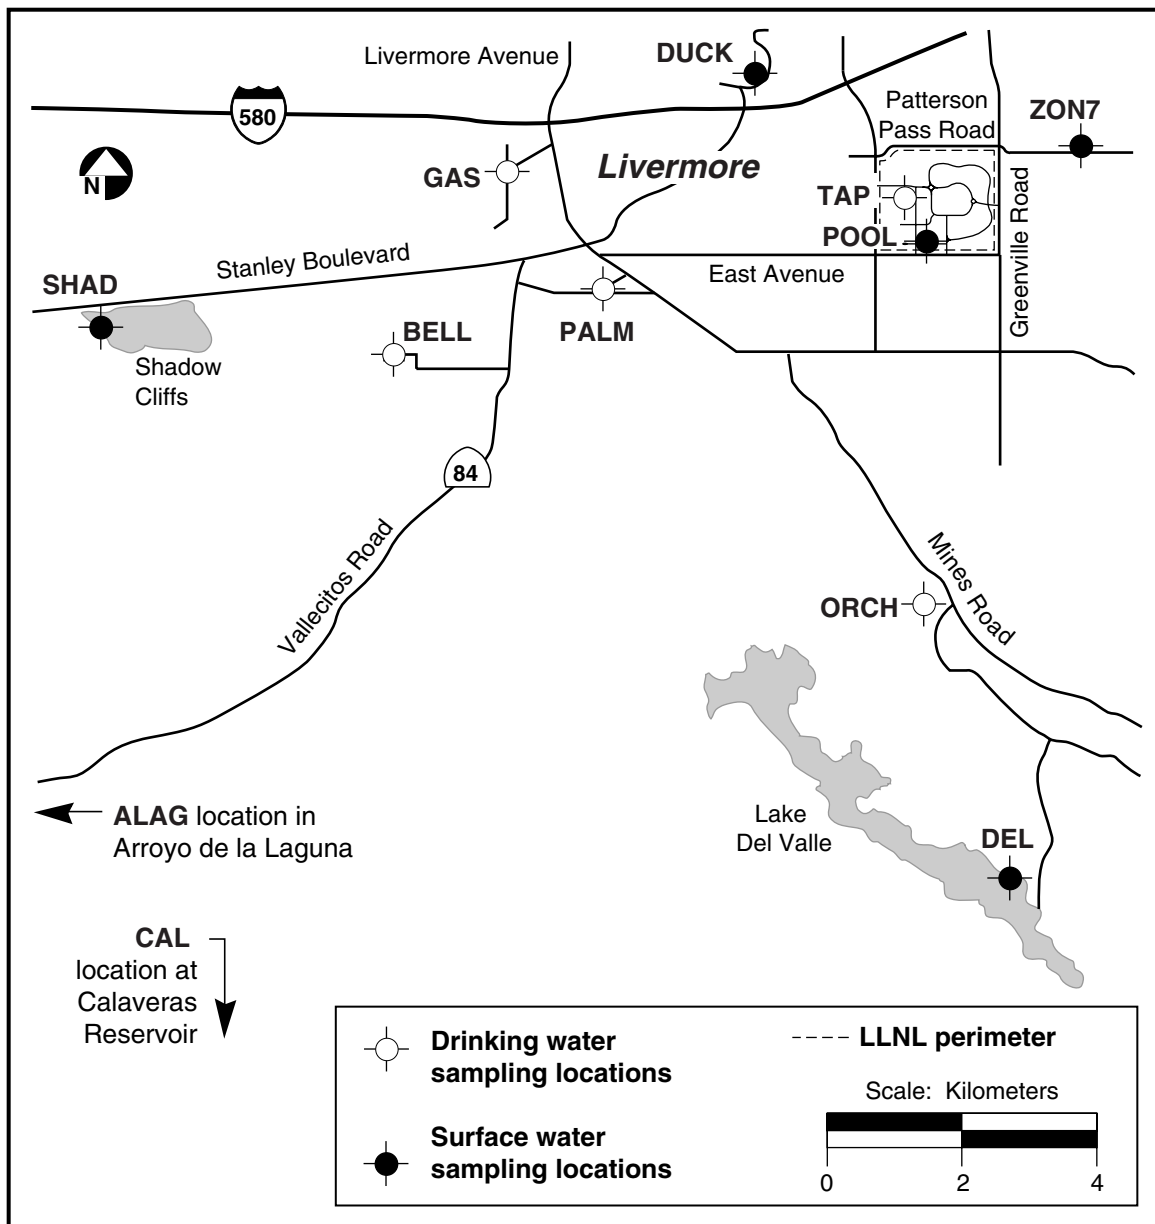 Livermore Avenue
DUCK
580
Patterson
Pass Road
ZON7
N
GAS
Livermore
TAP
POOL
Greenville Road
Stanley Boulevard
East Avenue
SHAD
BELL
PALM
Shadow
Cliffs
84
Vallecitos Road
Mines Road
ORCH
ALAG location in
Arroyo de la Laguna
Lake
Del Valle
DEL
CAL
location at
Calaveras
Reservoir
Drinking water
sampling locations
Surface water
sampling locations
LLNL perimeter
Scale: Kilometers
0 2 4